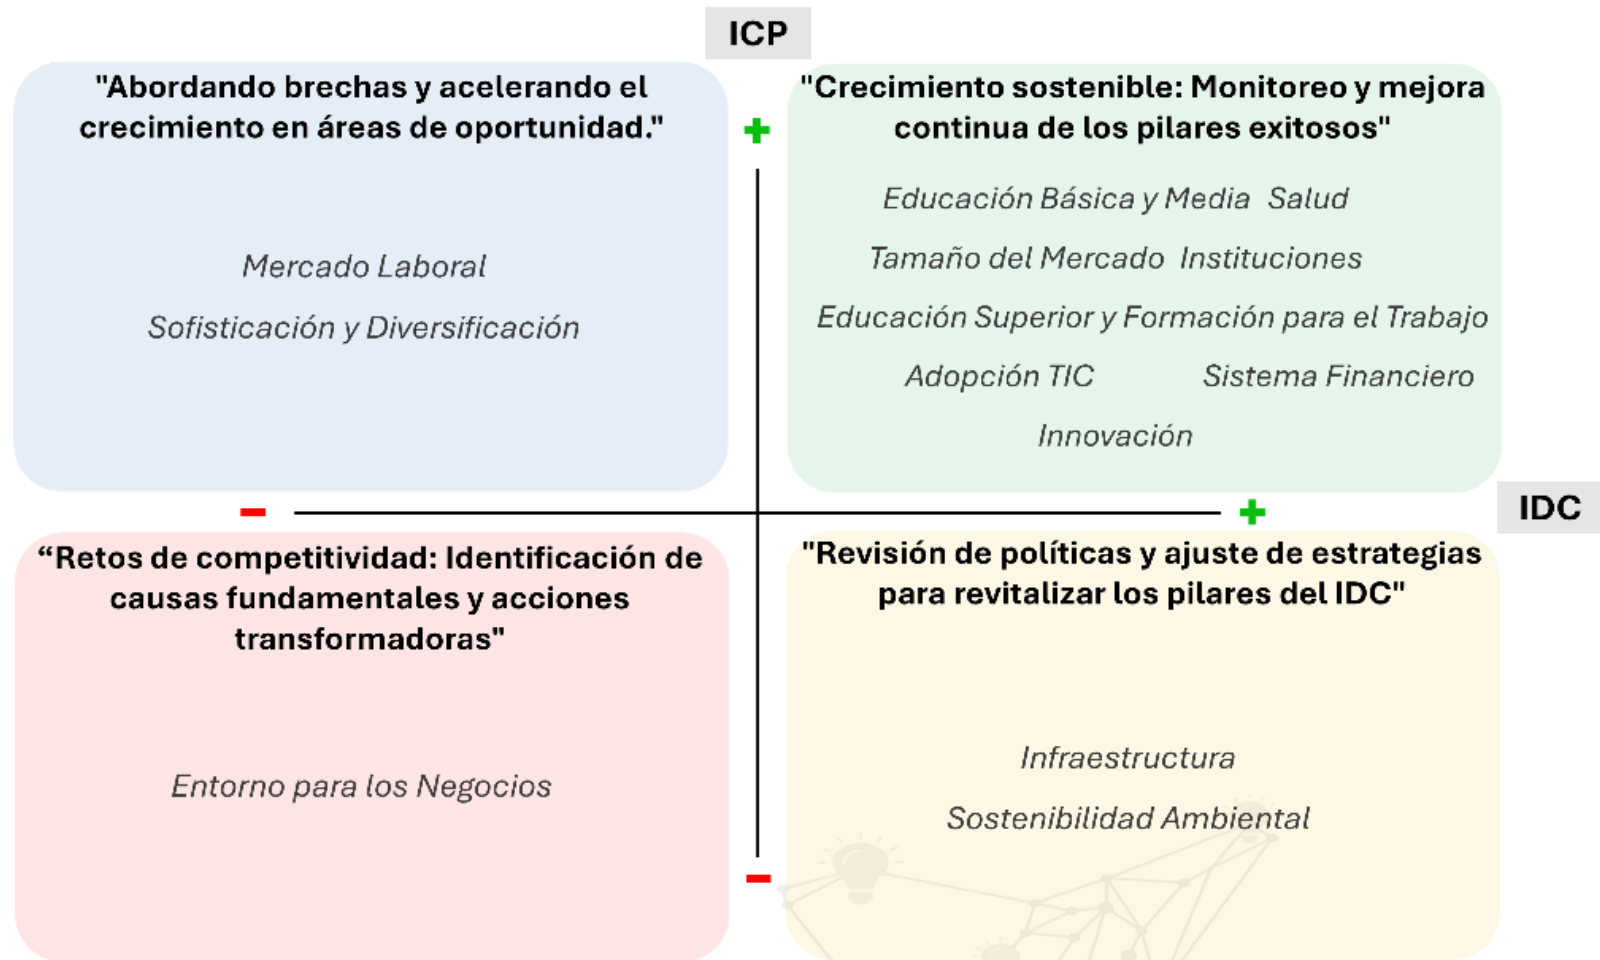 ICP
"Abordando brechas y acelerando el
crecimiento en áreas de oportunidad."
Mercado Laboral
Sofisticación y Diversificación
+
"Crecimiento sostenible: Monitoreo y mejora
continua de los pilares exitosos"
Educación Básica y Media Salud
Tamaño del Mercado Instituciones
Educación Superior y Formación para el Trabajo
Adopción TIC Sistema Financiero
Innovación
-
+
IDC
“Retos de competitividad: Identificación de
causas fundamentales y acciones
transformadoras"
Entorno para los Negocios
"Revisión de políticas y ajuste de estrategias
para revitalizar los pilares del IDC"
Infraestructura
Sostenibilidad Ambiental
-